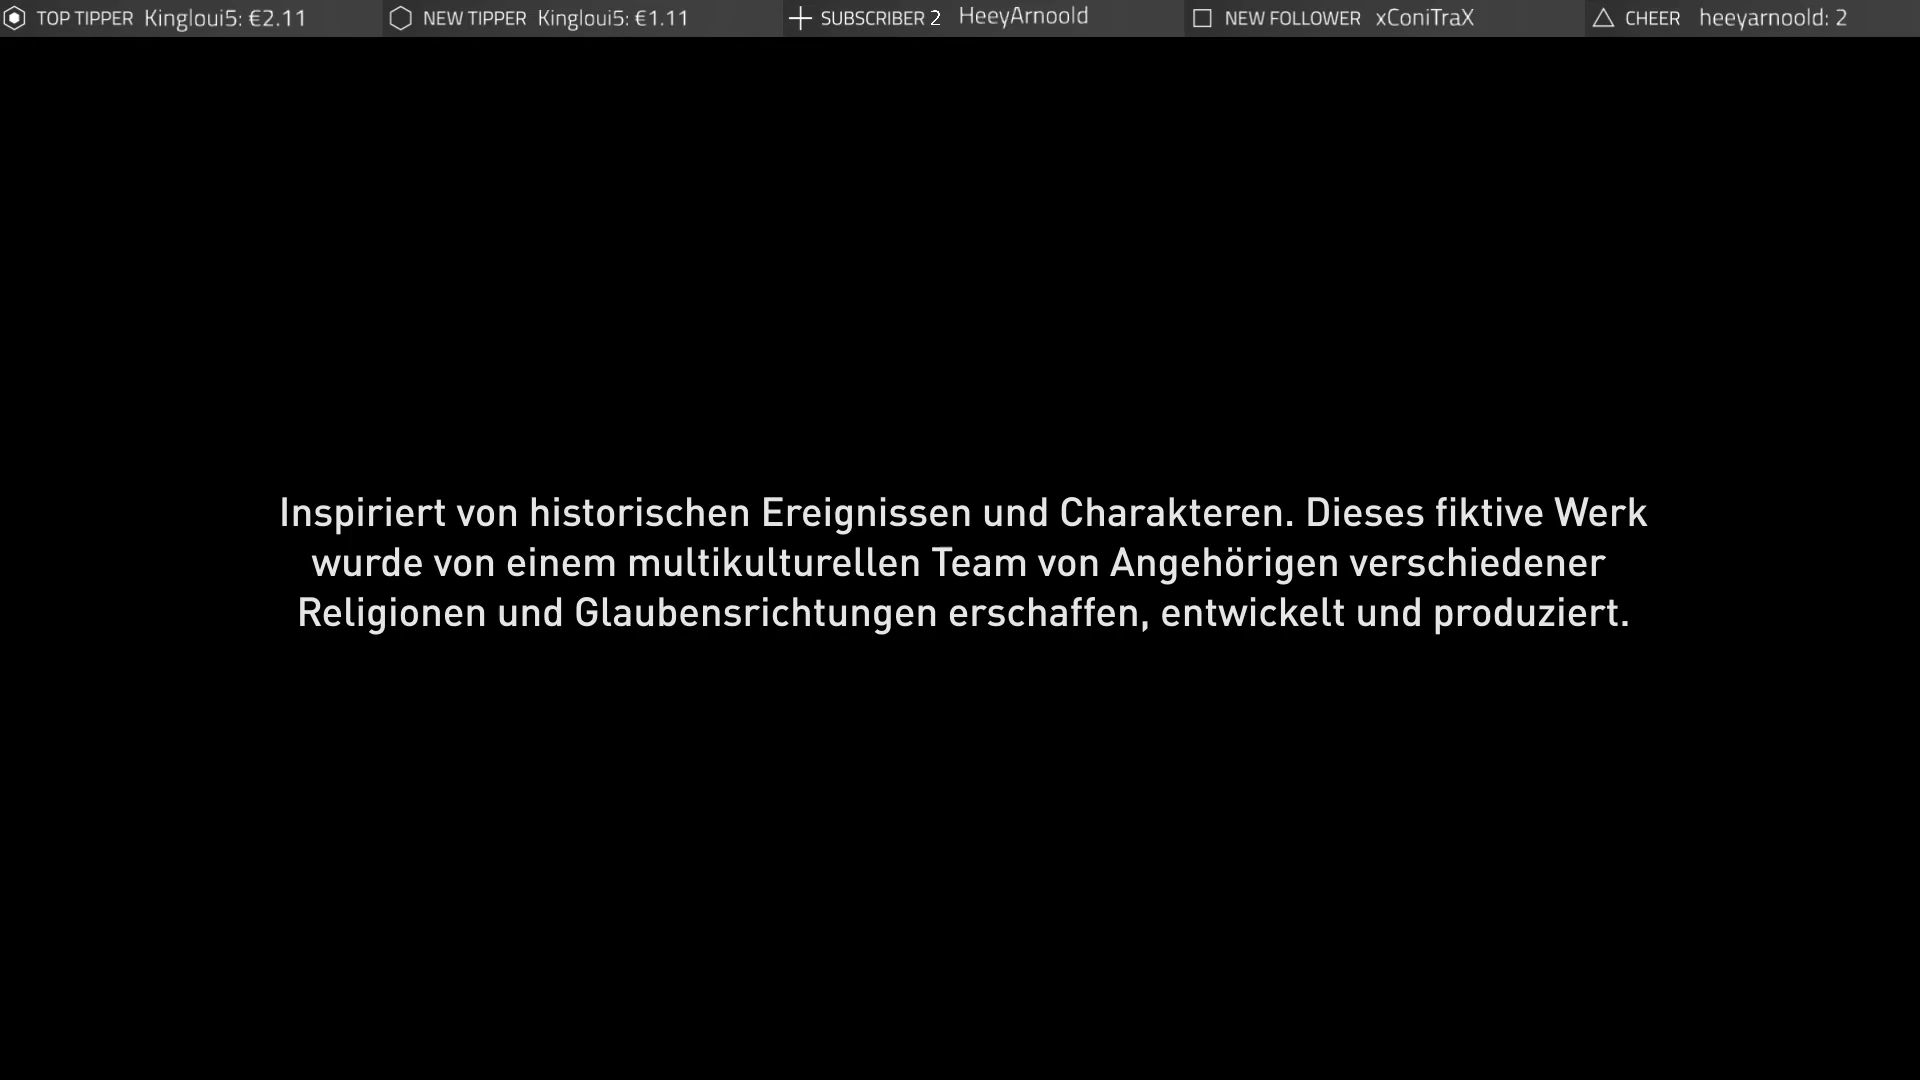 TOP TIPPER Kingloui5: €2.11 NEW TIPPER Kingloui5: €1.11 SUBSCRIBER 2 HeeyArnoold NEW FOLLOWER xConiTraX CHEER heeyarnoold: 2
Inspiriert von historischen Ereignissen und Charakteren. Dieses fiktive Werk
wurde von einem multikulturellen Team von Angehörigen verschiedener
Religionen und Glaubensrichtungen erschaffen, entwickelt und produziert.